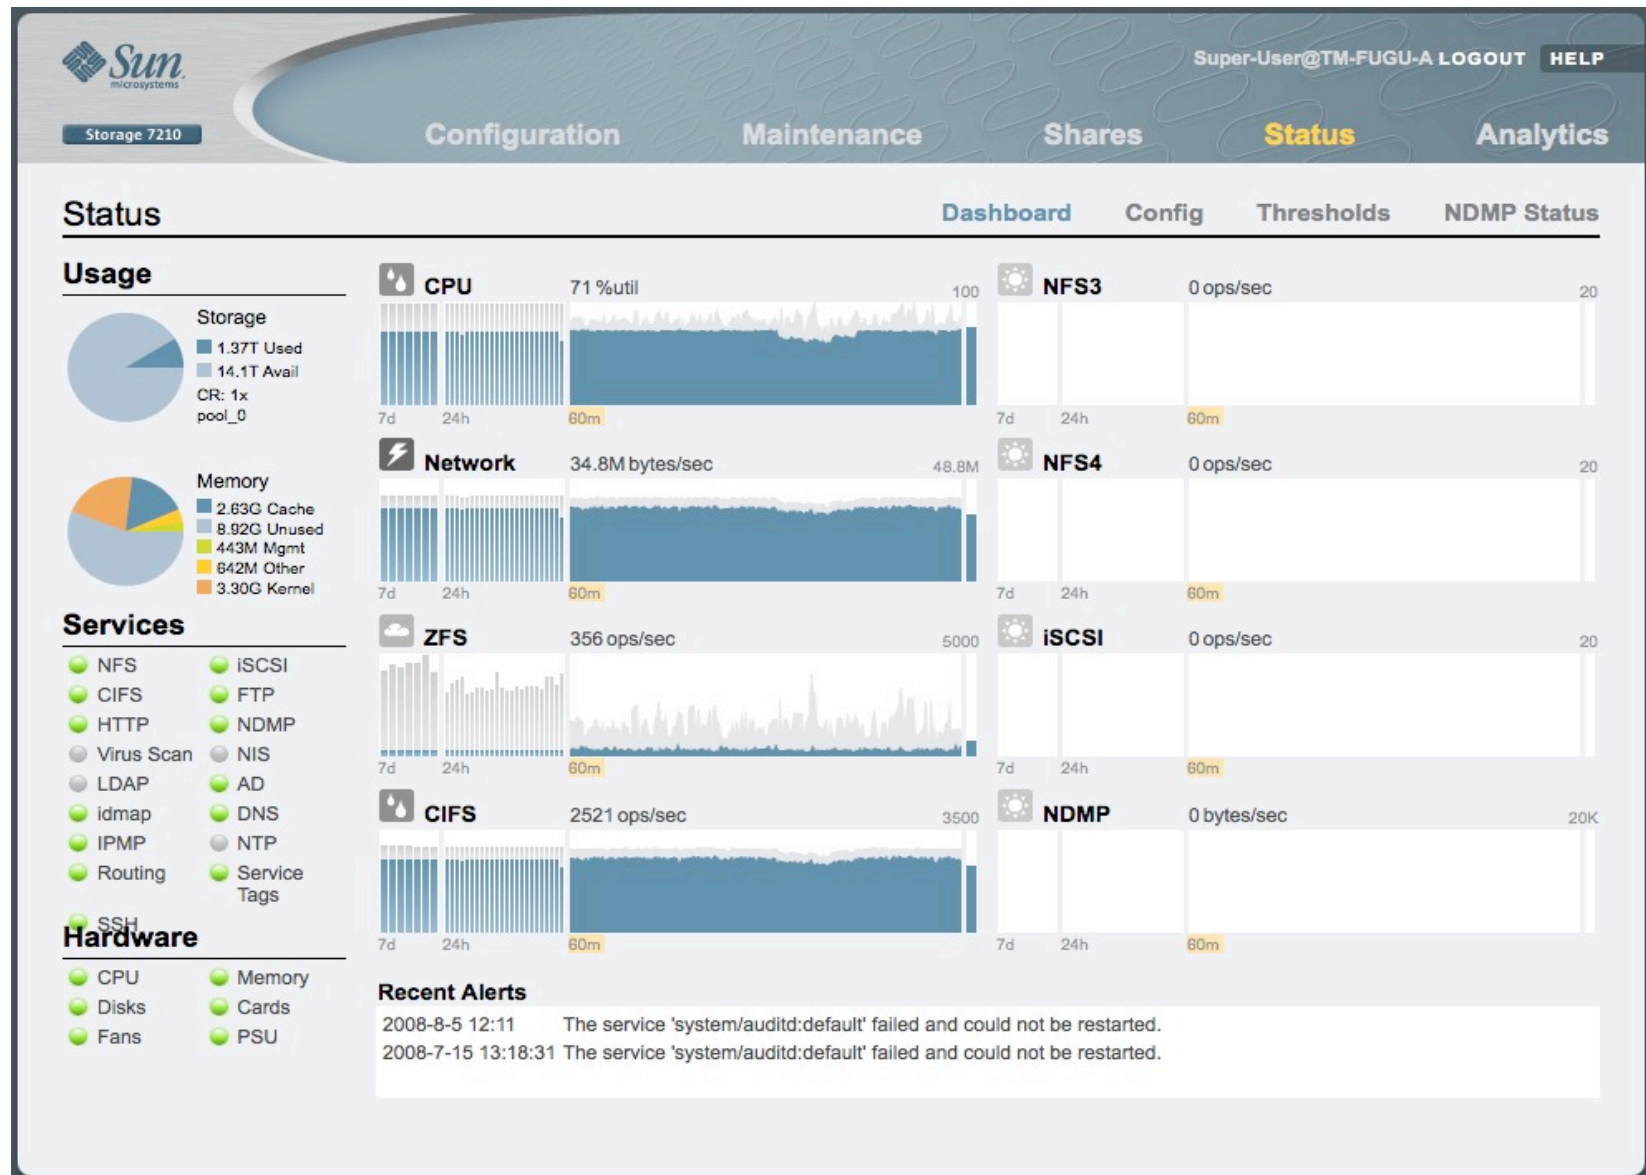 Sun
microsystems
Storage 7210
Super-User@TM-FUGU-A LOGOUT HELP
Configuration Maintenance Shares Status Analytics
Status
Dashboard Config Thresholds NDMP Status
Usage
Storage
1.37T Used
14.1T Avail
CR: 1x
pool_0
Memory
2.63G Cache
8.92G Unused
443M Mgmt
642M Other
3.30G Kernel
Services
NFS iSCSI
CIFS FTP
HTTP NDMP
Virus Scan NIS
LDAP AD
idmap DNS
IPMP NTP
Routing Service
Tags
SSH
Hardware
CPU Memory
Disks Cards
Fans PSU
CPU 71 %util 100
7d 24h 60m
Network 34.8M bytes/sec 48.8M
7d 24h 60m
ZFS 356 ops/sec 5000
7d 24h 60m
CIFS 2521 ops/sec 3500
7d 24h 60m
NFS3 0 ops/sec 20
7d 24h 60m
NFS4 0 ops/sec 20
7d 24h 60m
iSCSI 0 ops/sec 20
7d 24h 60m
NDMP 0 bytes/sec 20K
7d 24h 60m
Recent Alerts
2008-8-5 12:11 The service 'system/auditd:default' failed and could not be restarted.
2008-7-15 13:18:31 The service 'system/auditd:default' failed and could not be restarted.